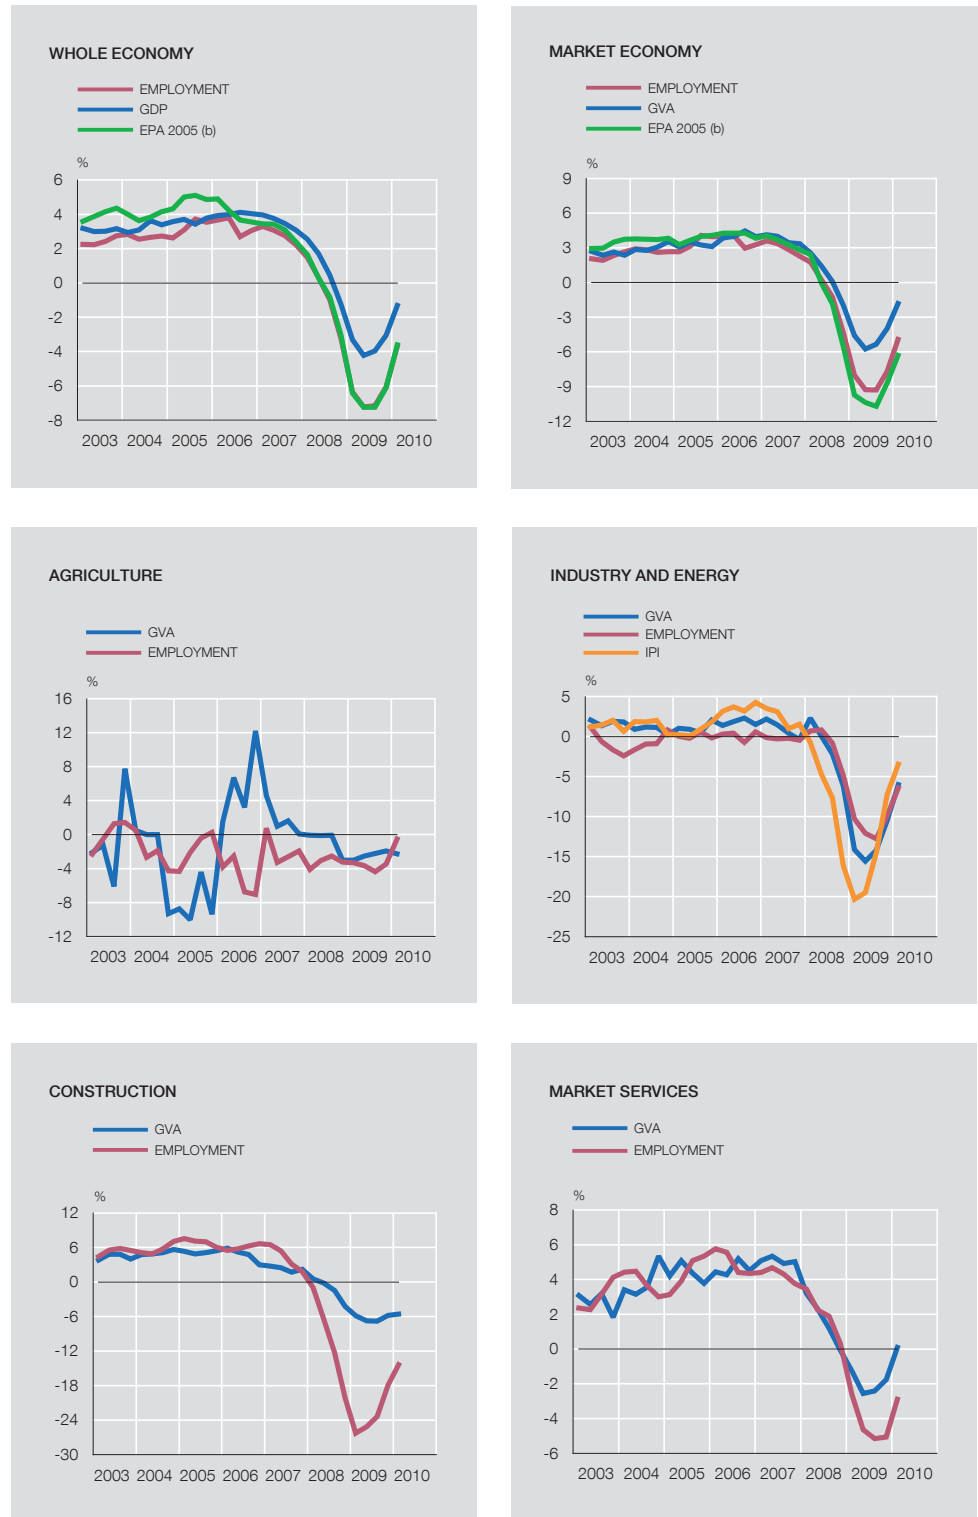 WHOLE ECONOMY
EMPLOYMENT
GDP
EPA 2005 (b)
%
6
4
2
0
-2
-4
-6
-8
2003 2004 2005 2006 2007 2008 2009 2010
MARKET ECONOMY
EMPLOYMENT
GVA
EPA 2005 (b)
%
9
6
3
0
-3
-6
-9
-12
2003 2004 2005 2006 2007 2008 2009 2010
AGRICULTURE
GVA
EMPLOYMENT
%
16
12
8
4
0
-4
-8
-12
2003 2004 2005 2006 2007 2008 2009 2010
INDUSTRY AND ENERGY
GVA
EMPLOYMENT
IPI
%
5
0
-5
-10
-15
-20
-25
2003 2004 2005 2006 2007 2008 2009 2010
CONSTRUCTION
GVA
EMPLOYMENT
%
12
6
0
-6
-12
-18
-24
-30
2003 2004 2005 2006 2007 2008 2009 2010
MARKET SERVICES
GVA
EMPLOYMENT
%
8
6
4
2
0
-2
-4
-6
2003 2004 2005 2006 2007 2008 2009 2010